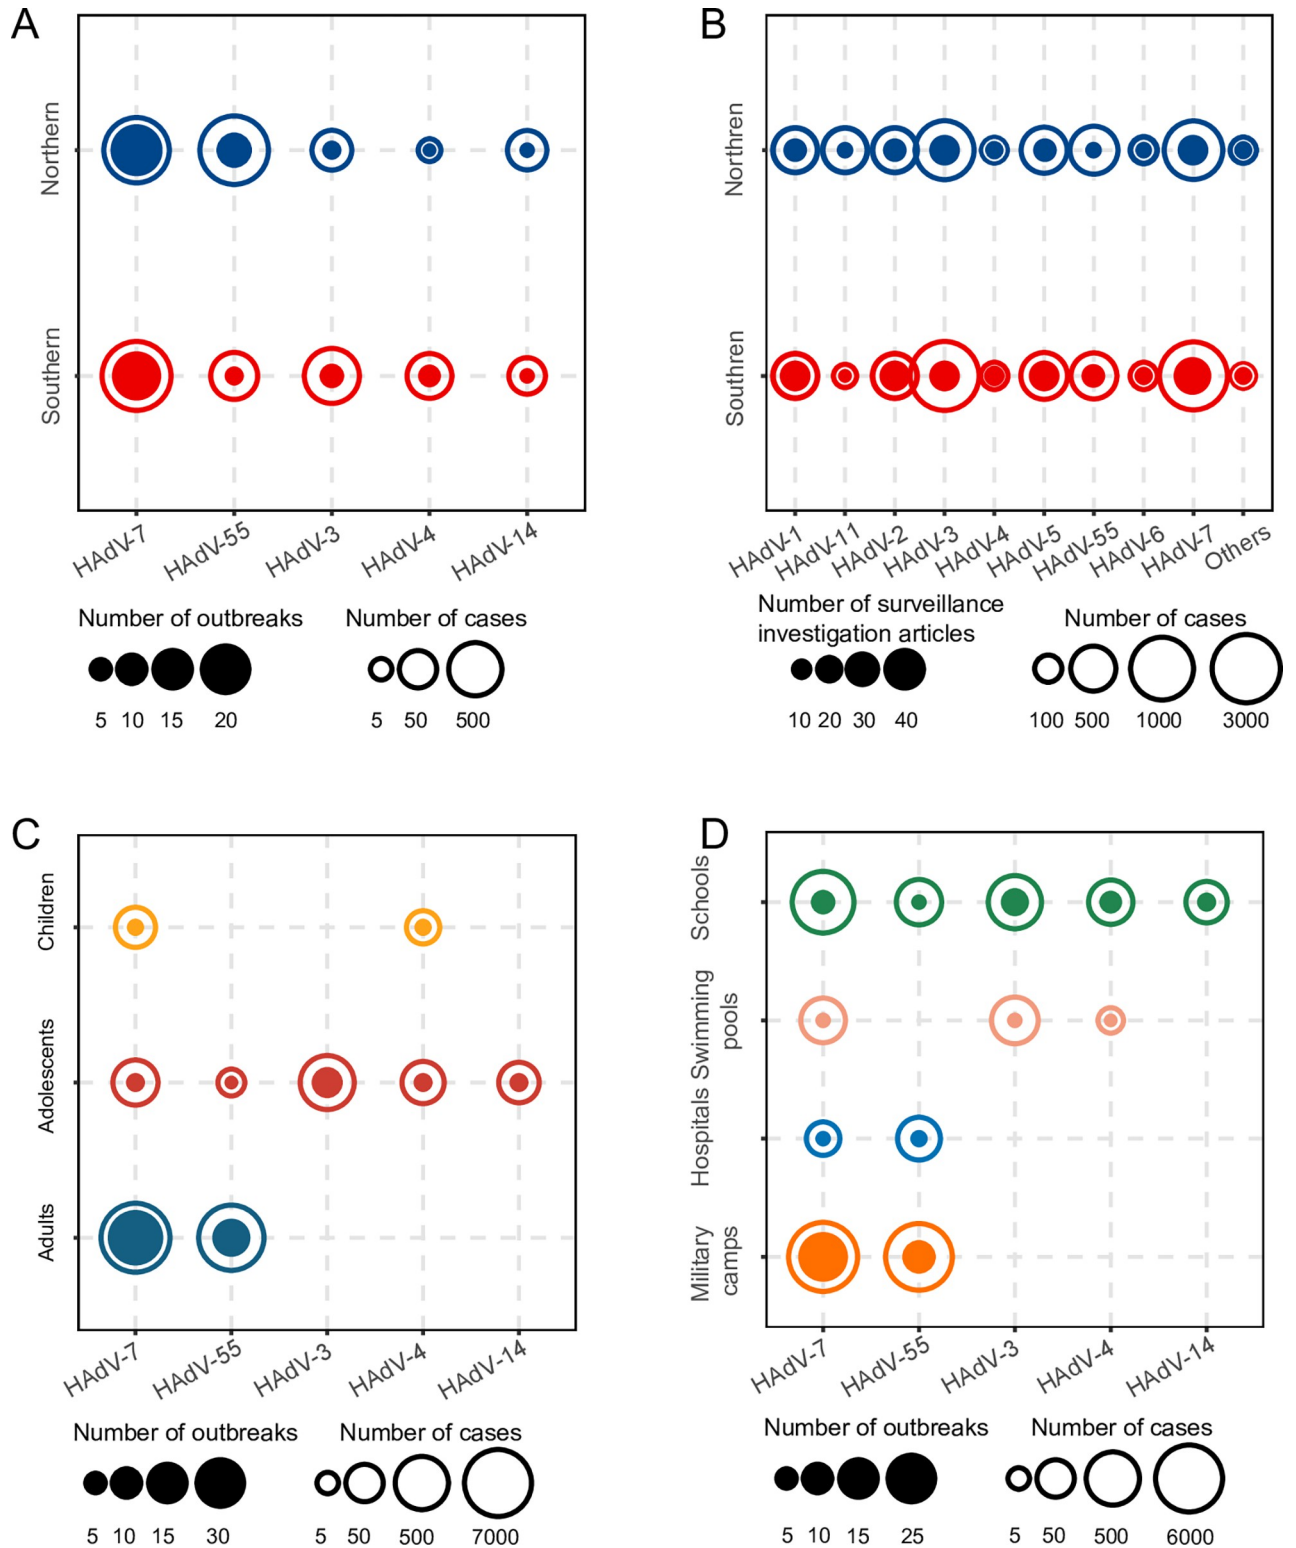 A
Northern
Southern
HAdV-7
HAdV-55
HAdV-3
HAdV-4
HAdV-14
Number of outbreaks
5
10
15
20
Number of cases
5
50
500
B
Northren
Southren
HAdV-1
HAdV-11
HAdV-2
HAdV-3
HAdV-4
HAdV-5
HAdV-55
HAdV-6
HAdV-7
Others
Number of surveillance
investigation articles
10
20
30
40
Number of cases
100
500
1000
3000
C
Children
Adolescents
Adults
HAdV-7
HAdV-55
HAdV-3
HAdV-4
HAdV-14
Number of outbreaks
5
10
15
30
Number of cases
5
50
500
7000
D
Schools
Swimming
pools
Hospitals
Military
camps
HAdV-7
HAdV-55
HAdV-3
HAdV-4
HAdV-14
Number of outbreaks
5
10
15
25
Number of cases
5
50
500
6000